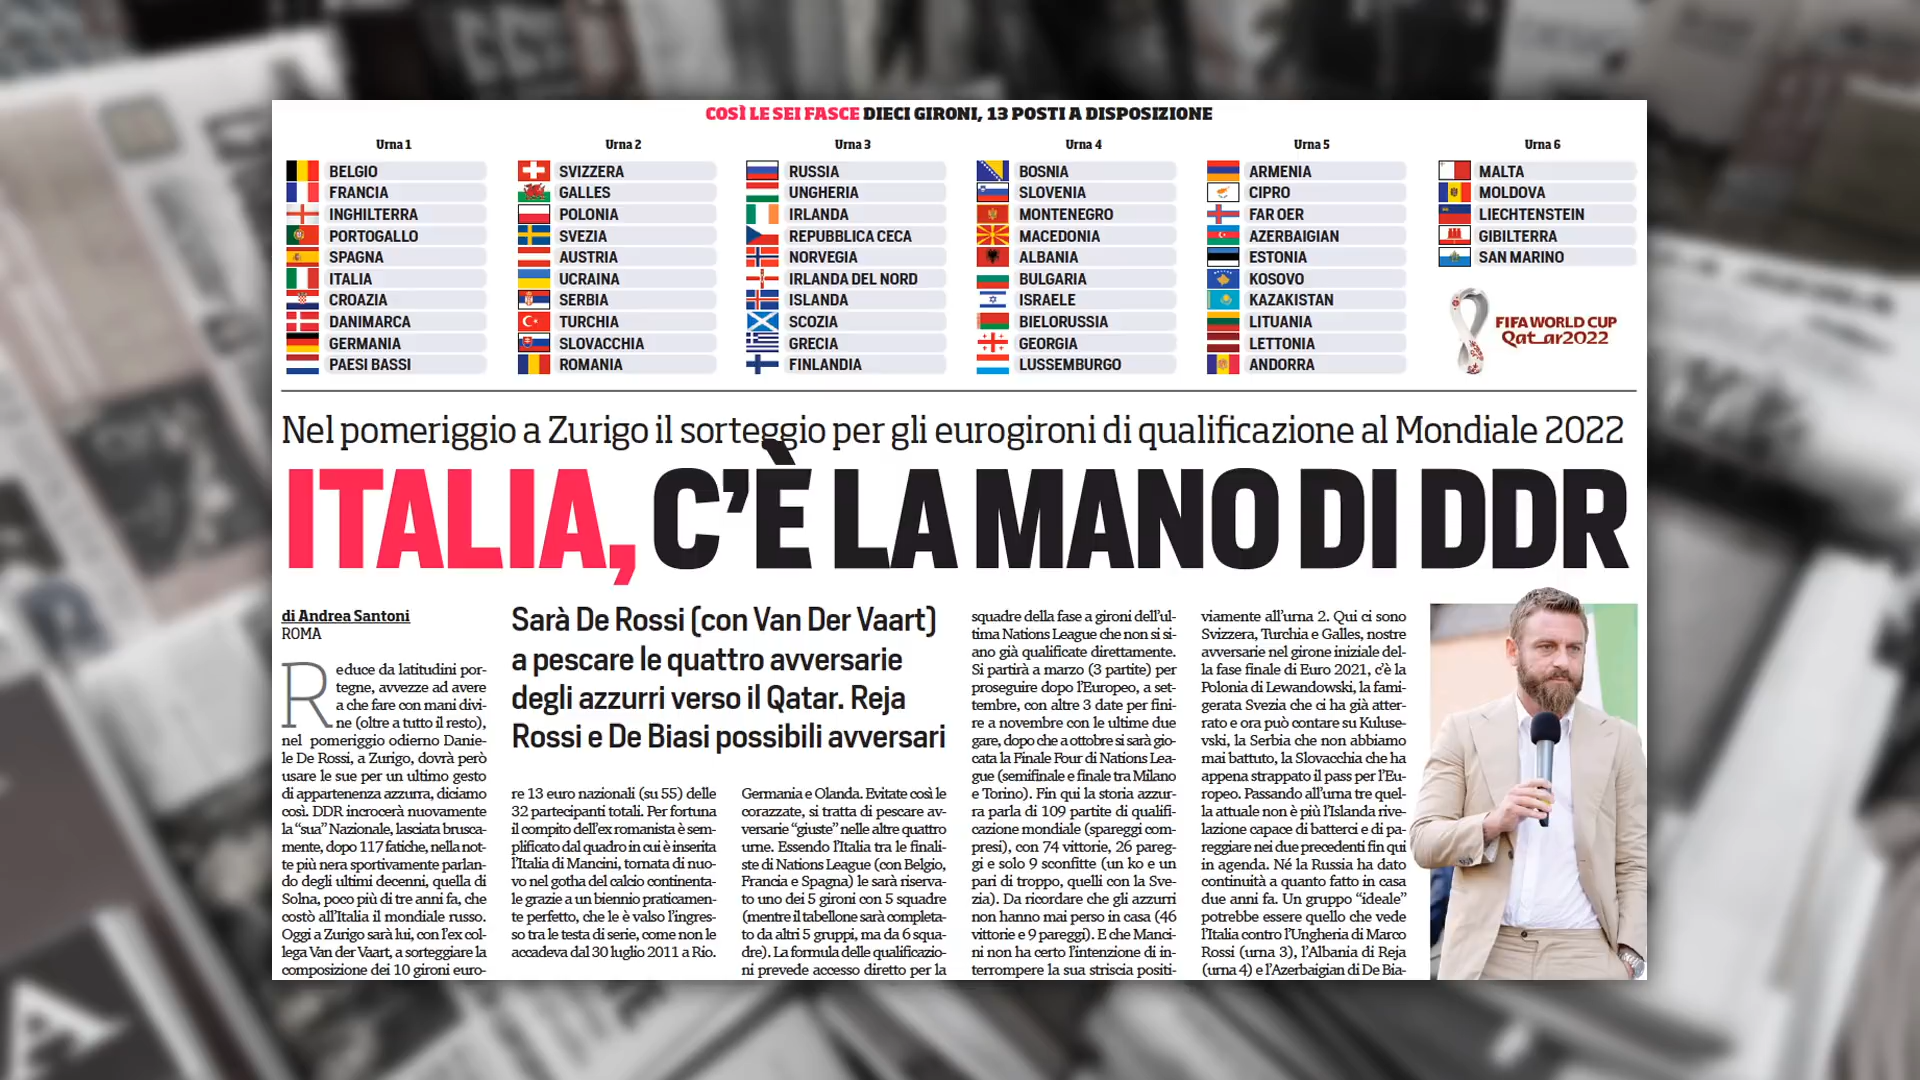 COSÌ LE SEI FASCE DIECI GIRONI, 13 POSTI A DISPOSIZIONE
Urna 1
BELGIO
FRANCIA
INGHILTERRA
PORTOGALLO
SPAGNA
ITALIA
CROAZIA
DANIMARCA
GERMANIA
PAESI BASSI
Urna 2
SVIZZERA
GALLES
POLONIA
SVEZIA
AUSTRIA
UCRAINA
SERBIA
TURCHIA
SLOVACCHIA
ROMANIA
Urna 3
RUSSIA
UNGHERIA
IRLANDA
REPUBBLICA CECA
NORVEGIA
IRLANDA DEL NORD
ISLANDA
SCOZIA
GRECIA
FINLANDIA
Urna 4
BOSNIA
SLOVENIA
MONTENEGRO
MACEDONIA
ALBANIA
BULGARIA
ISRAELE
BIELORUSSIA
GEORGIA
LUSSEMBURGO
Urna 5
ARMENIA
CIPRO
FAR OER
AZERBAIGIAN
ESTONIA
KOSOVO
KAZAKISTAN
LITUANIA
LETTONIA
ANDORRA
Urna 6
MALTA
MOLDOVA
LIECHTENSTEIN
GIBILTERRA
SAN MARINO
FIFA WORLD CUP
Qatar2022
Nel pomeriggio a Zurigo il sorteggio per gli eurogironi di qualificazione al Mondiale 2022
ITALIA, C'È LA MANO DI DDR
di Andrea Santoni
ROMA
Reduce da latitudini por-
tegne, avvezze ad avere
a che fare con mani divi-
ne (oltre a tutto il resto),
nel pomeriggio odierno Danie-
le De Rossi, a Zurigo, dovrà però
usare le sue per un ultimo gesto
di appartenenza azzurra, diciamo
così. DDR incrocerà nuovamente
la "sua" Nazionale, lasciata brusca-
mente, dopo 117 fatiche, nella not-
te più nera sportivamente parlan-
do degli ultimi decenni, quella di
Solna, poco più di tre anni fa, che
costò all'Italia il mondiale russo.
Oggi a Zurigo sarà lui, con l'ex col-
lega Van der Vaart, a sorteggiare la
composizione dei 10 gironi euro-
Sarà De Rossi (con Van Der Vaart)
a pescare le quattro avversarie
degli azzurri verso il Qatar. Reja
Rossi e De Biasi possibili avversari
re 13 euro nazionali (su 55) delle
32 partecipanti totali. Per fortuna
il compito dell'ex romanista è sem-
plificato dal quadro in cui è inserita
l'Italia di Mancini, tornata di nuo-
vo nel gotha del calcio continenta-
le grazie a un biennio praticamen-
te perfetto, che le è valso l'ingres-
so tra le testa di serie, come non le
accadeva dal 30 luglio 2011 a Rio.
Germania e Olanda. Evitate così le
corazzate, si tratta di pescare av-
versarie "giuste" nelle altre quattro
urne. Essendo l'Italia tra le finali-
ste di Nations League (con Belgio,
Francia e Spagna) le sarà riserva-
to uno dei 5 gironi con 5 squadre
(mentre il tabellone sarà completa-
to da altri 5 gruppi, ma da 6 squa-
dre). La formula delle qualificazio-
ni prevede accesso diretto per la
squadre della fase a gironi dell'ul-
tima Nations League che non si si-
ano già qualificate direttamente.
Si partirà a marzo (3 partite) per
proseguire dopo l'Europeo, a set-
tembre, con altre 3 date per fini-
re a novembre con le ultime due
gare, dopo che a ottobre si sarà gio-
cata la Finale Four di Nations Lea-
gue (semifinale e finale tra Milano
e Torino). Fin qui la storia azzur-
ra parla di 109 partite di qualifi-
cazione mondiale (spareggi com-
presi), con 74 vittorie, 26 pareg-
gi e solo 9 sconfitte (un ko e un
pari di troppo, quelli con la Sve-
zia). Da ricordare che gli azzurri
non hanno mai perso in casa (46
vittorie e 9 pareggi). E che Manci-
ni non ha certo l'intenzione di in-
terrompere la sua striscia positi-
viamente all'urna 2. Qui ci sono
Svizzera, Turchia e Galles, nostre
avversarie nel girone iniziale del-
la fase finale di Euro 2021, c'è la
Polonia di Lewandowski, la fami-
gerata Svezia che ci ha già atter-
rato e ora può contare su Kuluse-
vski, la Serbia che non abbiamo
mai battuto, la Slovacchia che ha
appena strappato il pass per l'Eu-
ropeo. Passando all'urna tre quel-
la attuale non è più l'Islanda rive-
lazione capace di batterci e di pa-
reggiare nei due precedenti fin qui
in agenda. Né la Russia ha dato
continuità a quanto fatto in casa
due anni fa. Un gruppo "ideale"
potrebbe essere quello che vede
l'Italia contro l'Ungheria di Marco
Rossi (urna 3), l'Albania di Reja
(urna 4) e l'Azerbaigian di De Bia-